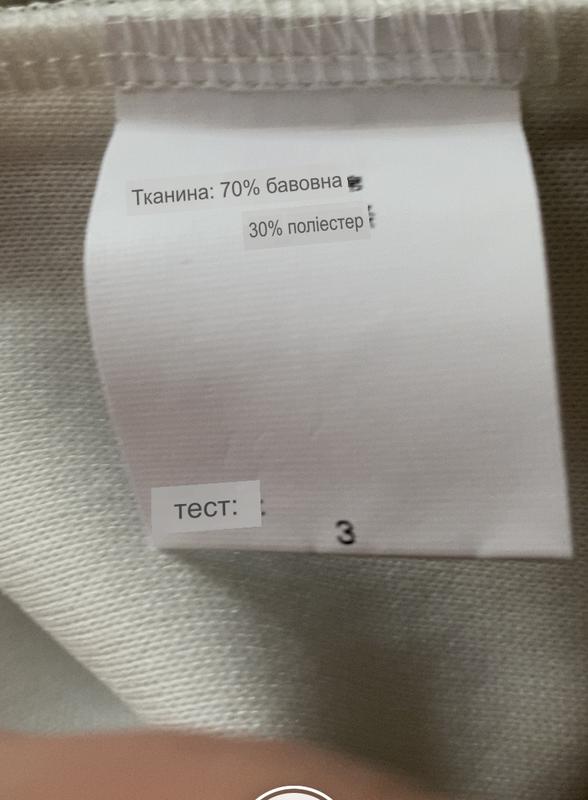 Тканина: 70% бавовна
30% поліестер
тест:
3